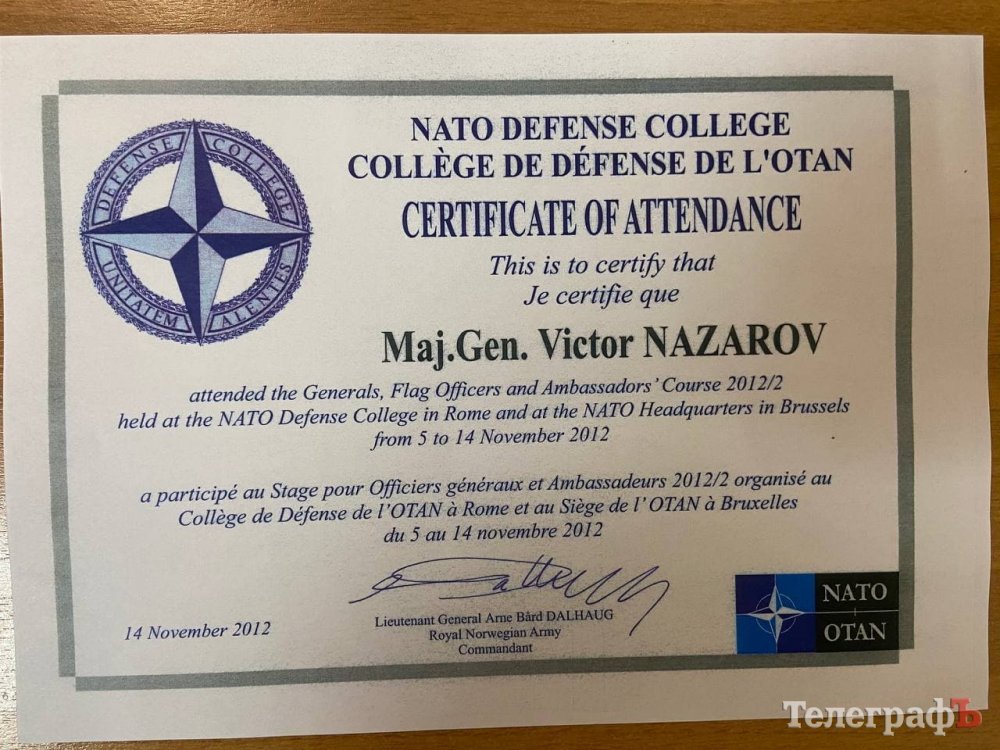 DEFENSE COLLEGE
UNITATEM ALENTES
NATO DEFENSE COLLEGE
COLLÈGE DE DÉFENSE DE L'OTAN
CERTIFICATE OF ATTENDANCE
This is to certify that
Je certifie que
Maj.Gen. Victor NAZAROV
attended the Generals, Flag Officers and Ambassadors' Course 2012/2
held at the NATO Defense College in Rome and at the NATO Headquarters in Brussels
from 5 to 14 November 2012
a participé au Stage pour Officiers généraux et Ambassadeurs 2012/2 organisé au
Collège de Défense de l'OTAN à Rome et au Siège de l'OTAN à Bruxelles
du 5 au 14 novembre 2012
Lieutenant General Arne Bård DALHAUG
Royal Norwegian Army
Commandant
14 November 2012
NATO
OTAN
ТелеграфЪ